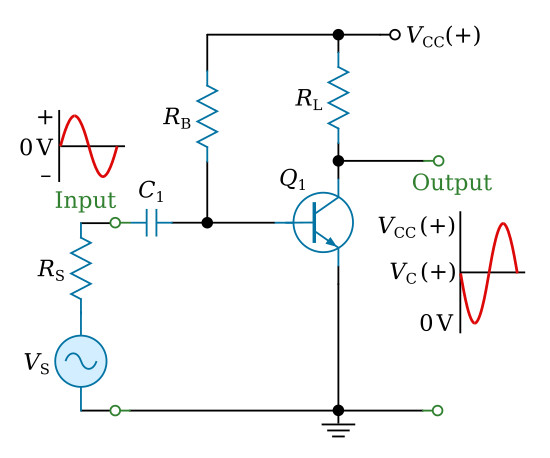 V_CC(+)
R_B
R_L
+
0 V
–
Input
C_1
Q_1
Output
V_CC(+)
R_S
V_C(+)
0 V
V_S